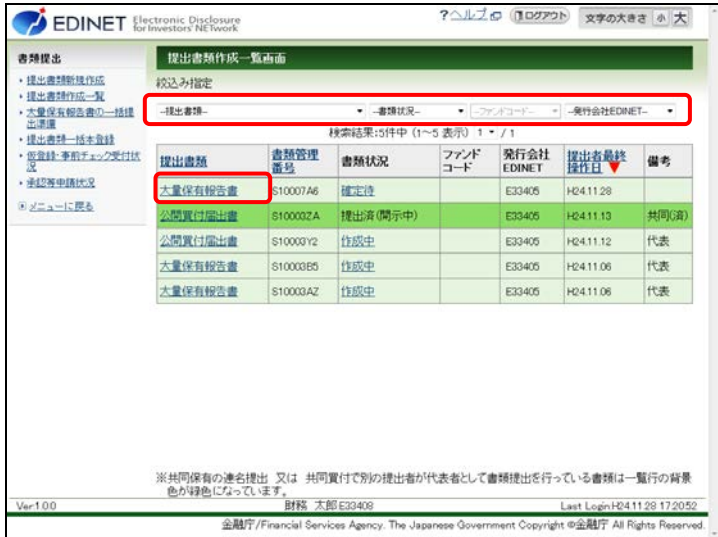 EDINET Electronic Disclosure for Investors' NETwork
?ヘルプ ログアウト 文字の大きさ 小 大
書類提出
・提出書類新規作成
・提出書類作成一覧
・大量保有報告書の一括提出準備
・提出書類一括本登録
・仮登録・事前チェック受付状況
・承認等申請状況
メニューに戻る
提出書類作成一覧画面
絞込み指定
--提出書類-- --書類状況-- --ファンドコード-- --発行会社EDINET--
検索結果:5件中（1～5 表示）1 / 1
提出書類 書類管理番号 書類状況 ファンドコード 発行会社EDINET 提出者最終操作日▼ 備考
大量保有報告書 S10007A6 確定待 E33405 H24.11.28
公開買付届出書 S10003ZA 提出済(開示中) E33405 H24.11.13 共同(済)
公開買付届出書 S10003Y2 作成中 E33405 H24.11.12 代表
大量保有報告書 S10003B5 作成中 E33405 H24.11.06 代表
大量保有報告書 S10003AZ 作成中 E33405 H24.11.06 代表
※共同保有の連名提出 又は 共同買付で別の提出者が代表者として書類提出を行っている書類は一覧行の背景
色が緑色になっています。
Ver.1.0.0 財務 太郎 E33408 Last Login:H24.11.28 17:20:52
金融庁/Financial Services Agency. The Japanese Government Copyright ©金融庁 All Rights Reserved.